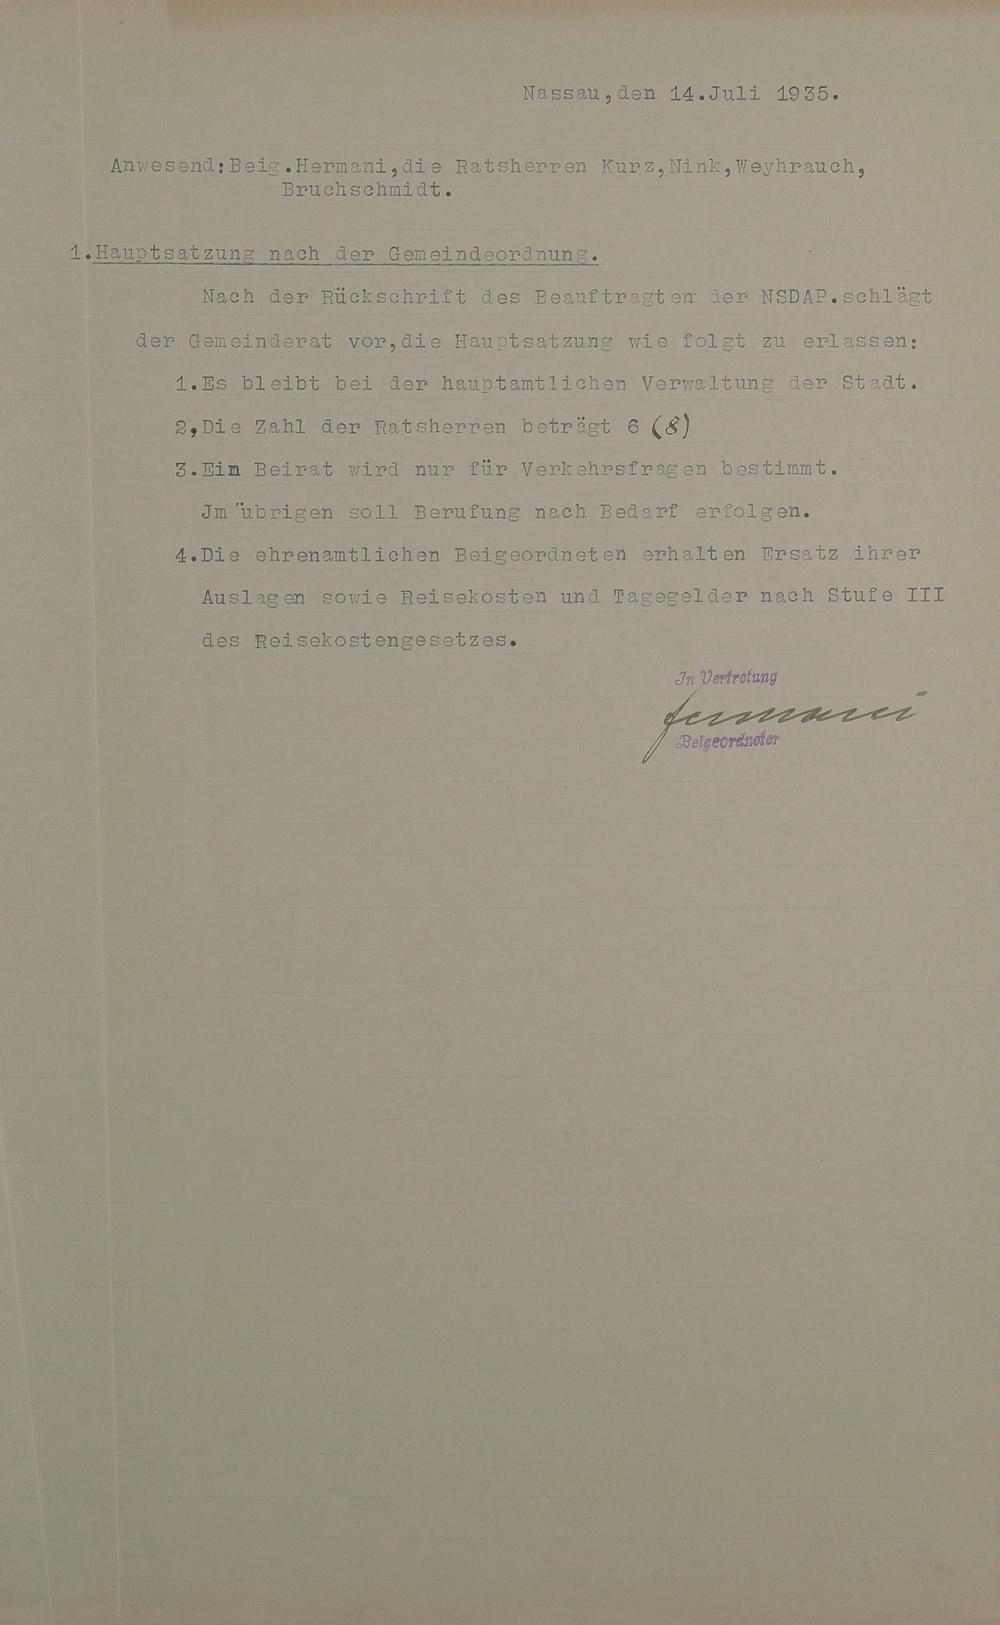 Nassau,den 14.Juli 1935.
Anwesend:Beig.Hermani,die Ratsherren Kurz,Nink,Weyhrauch,
Bruchschmidt.
1.Hauptsatzung nach der Gemeindeordnung.
Nach der Rückschrift des Beauftragten der NSDAP.schlägt
der Gemeinderat vor,die Hauptsatzung wie folgt zu erlassen:
1.Es bleibt bei der hauptamtlichen Verwaltung der Stadt.
2,Die Zahl der Ratsherren beträgt 6 (8)
3.Ein Beirat wird nur für Verkehrsfragen bestimmt.
Jm übrigen soll Berufung nach Bedarf erfolgen.
4.Die ehrenamtlichen Beigeordneten erhalten Ersatz ihrer
Auslagen sowie Reisekosten und Tagegelder nach Stufe III
des Reisekostengesetzes.
In Vertretung
Hermani
Beigeordneter